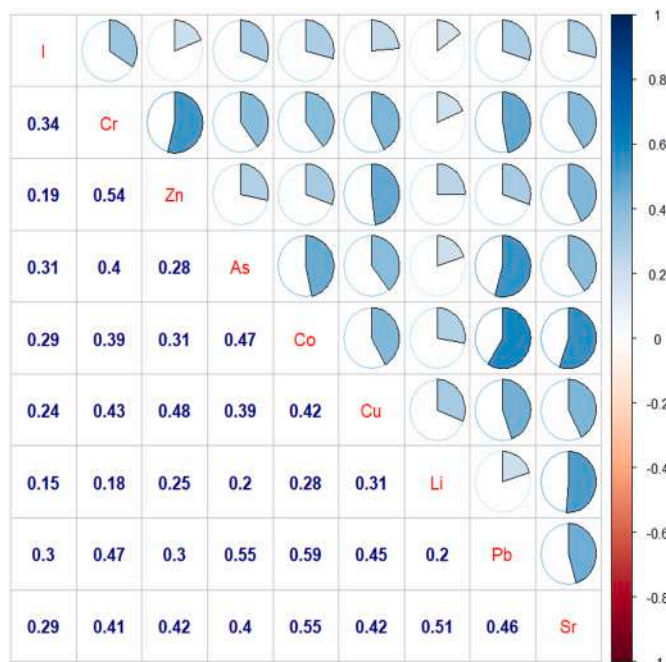 I
0.34 Cr
0.19 0.54 Zn
0.31 0.4 0.28 As
0.29 0.39 0.31 0.47 Co
0.24 0.43 0.48 0.39 0.42 Cu
0.15 0.18 0.25 0.2 0.28 0.31 Li
0.3 0.47 0.3 0.55 0.59 0.45 0.2 Pb
0.29 0.41 0.42 0.4 0.55 0.42 0.51 0.46 Sr
1
0.8
0.6
0.4
0.2
0
-0.2
-0.4
-0.6
-0.8
-1